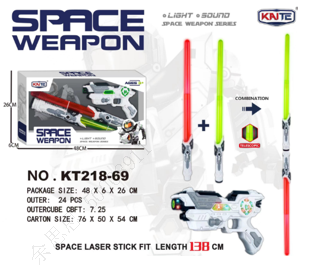 SPACE
WEAPON
LIGHT SOUND
SPACE WEAPON SERIES
KNTE
26CM
6CM
48CM
SPACE
WEAPON
COMBINATION
+
NO. KT218-69
PACKAGE SIZE: 48 X 6 X 26 CM
OUTER: 24 PCS
OUTERCUBE CBFT: 7.25
CARTON SIZE: 76 X 50 X 54 CM
SPACE LASER STICK FIT LENGTH 138 CM